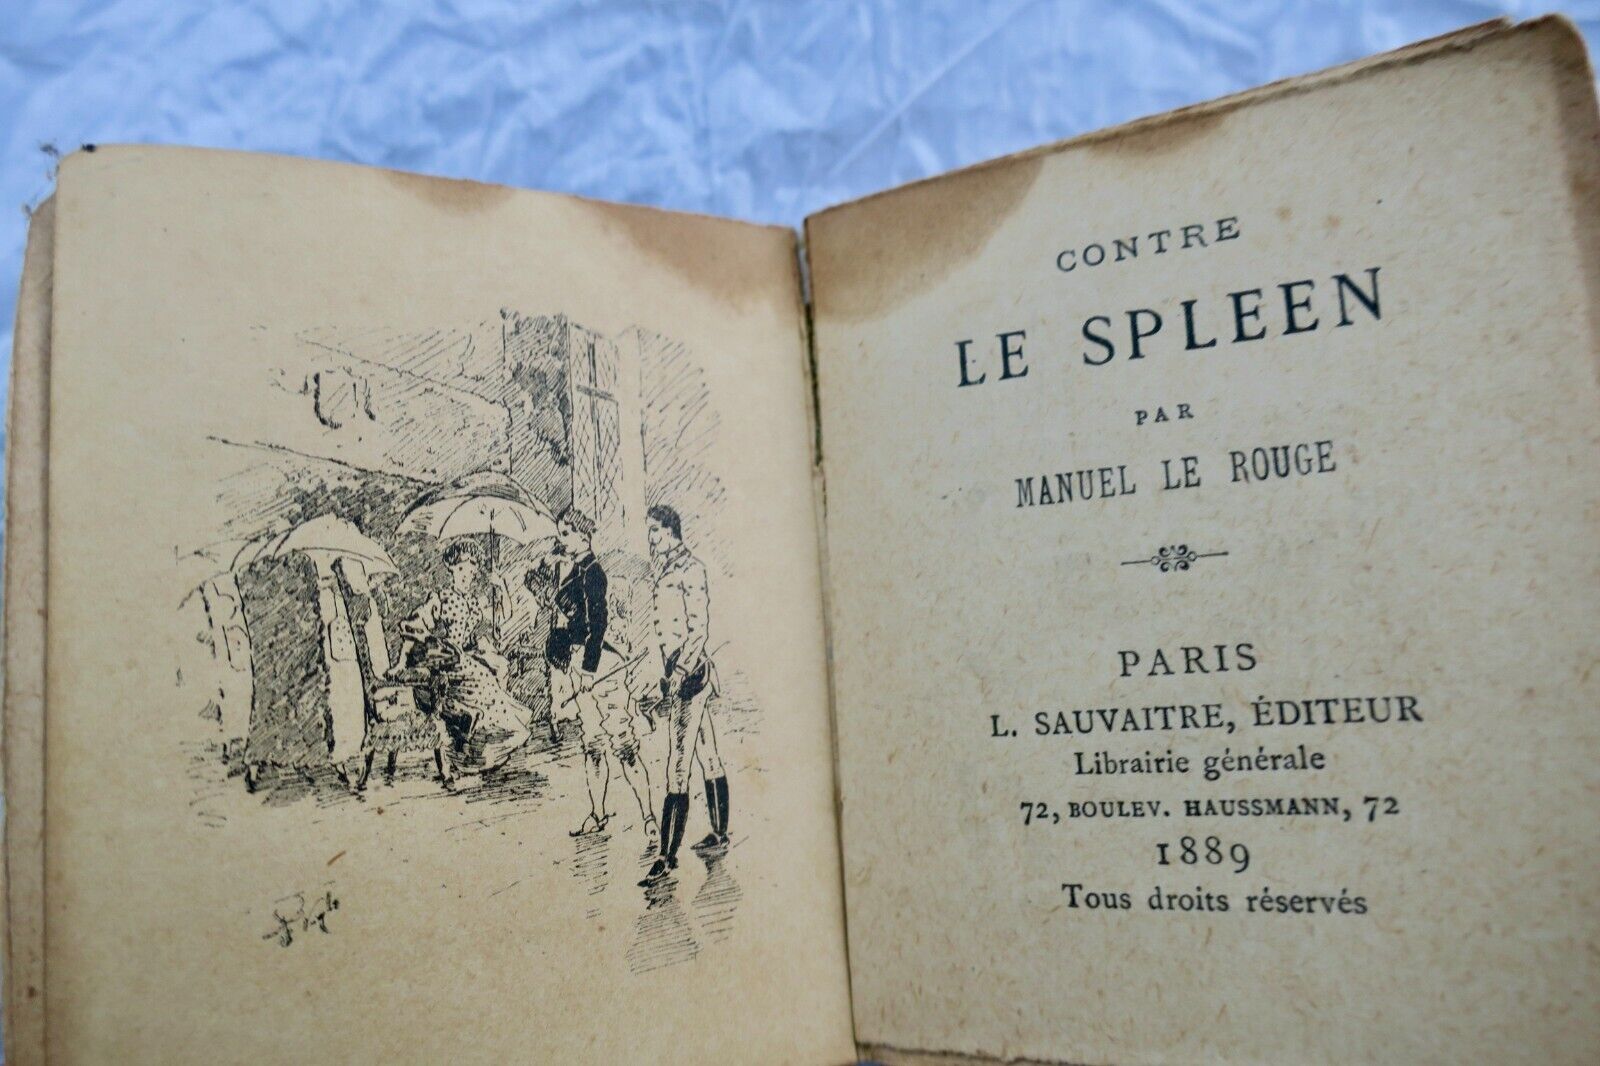 CONTRE
LE SPLEEN
PAR
MANUEL LE ROUGE
PARIS
L. SAUVAITRE, ÉDITEUR
Librairie générale
72, BOULEV. HAUSSMANN, 72
1889
Tous droits réservés